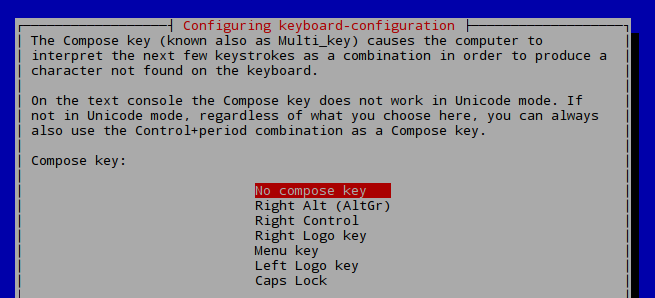 Configuring keyboard-configuration
The Compose key (known also as Multi_key) causes the computer to
interpret the next few keystrokes as a combination in order to produce a
character not found on the keyboard.
On the text console the Compose key does not work in Unicode mode. If
not in Unicode mode, regardless of what you choose here, you can always
also use the Control+period combination as a Compose key.
Compose key:
No compose key
Right Alt (AltGr)
Right Control
Right Logo key
Menu key
Left Logo key
Caps Lock